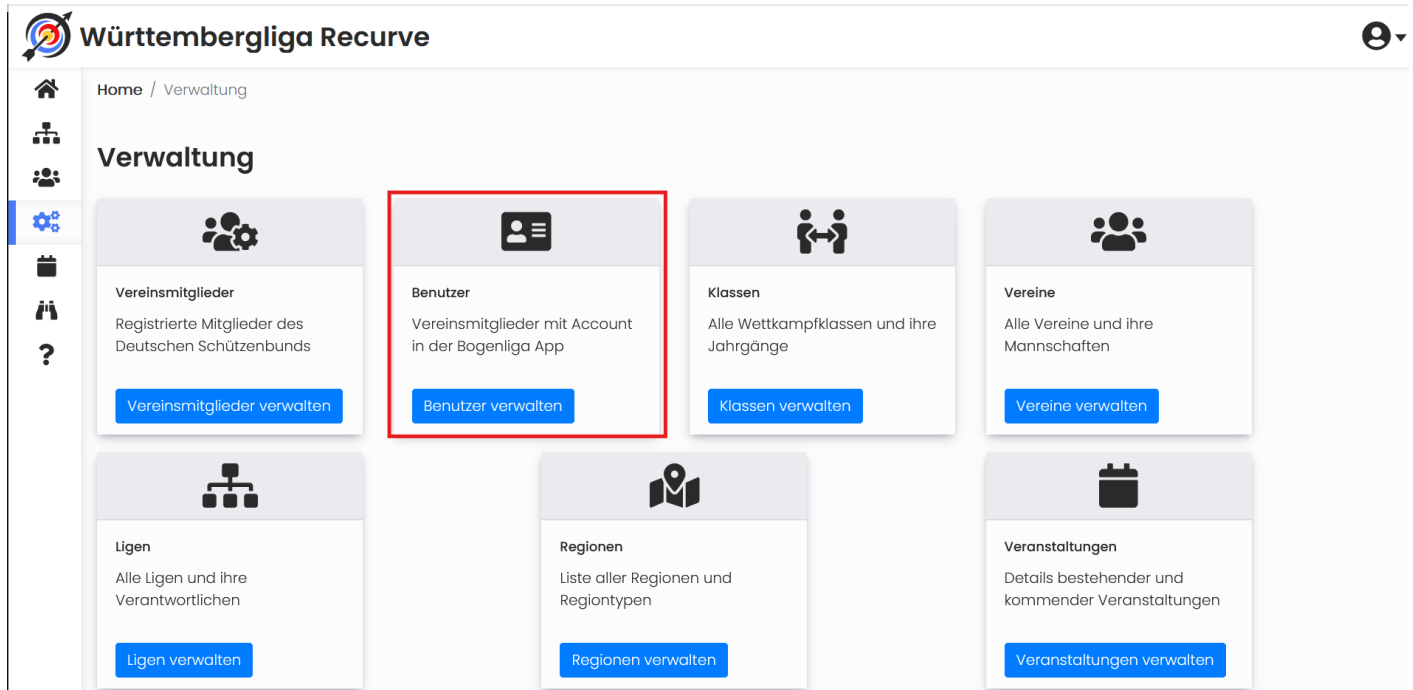 Württembergliga Recurve
Home / Verwaltung
Verwaltung
Vereinsmitglieder
Registrierte Mitglieder des
Deutschen Schützenbunds
Vereinsmitglieder verwalten
Benutzer
Vereinsmitglieder mit Account
in der Bogenliga App
Benutzer verwalten
Klassen
Alle Wettkampfklassen und ihre
Jahrgänge
Klassen verwalten
Vereine
Alle Vereine und ihre
Mannschaften
Vereine verwalten
Ligen
Alle Ligen und ihre
Verantwortlichen
Ligen verwalten
Regionen
Liste aller Regionen und
Regiontypen
Regionen verwalten
Veranstaltungen
Details bestehender und
kommender Veranstaltungen
Veranstaltungen verwalten